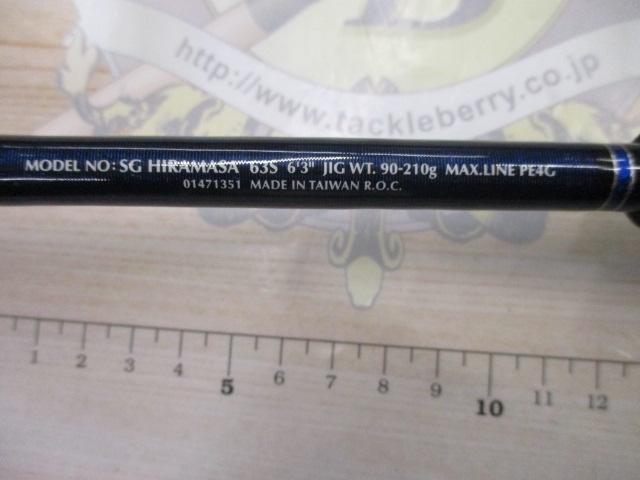 http://www.tackleberry.co.jp
MODEL NO: SG HIRAMASA 63S 6'3" JIG WT. 90-210g MAX.LINE PE4G
01471351 MADE IN TAIWAN R.O.C.
1 2 3 4 5 6 7 8 9 10 11 12